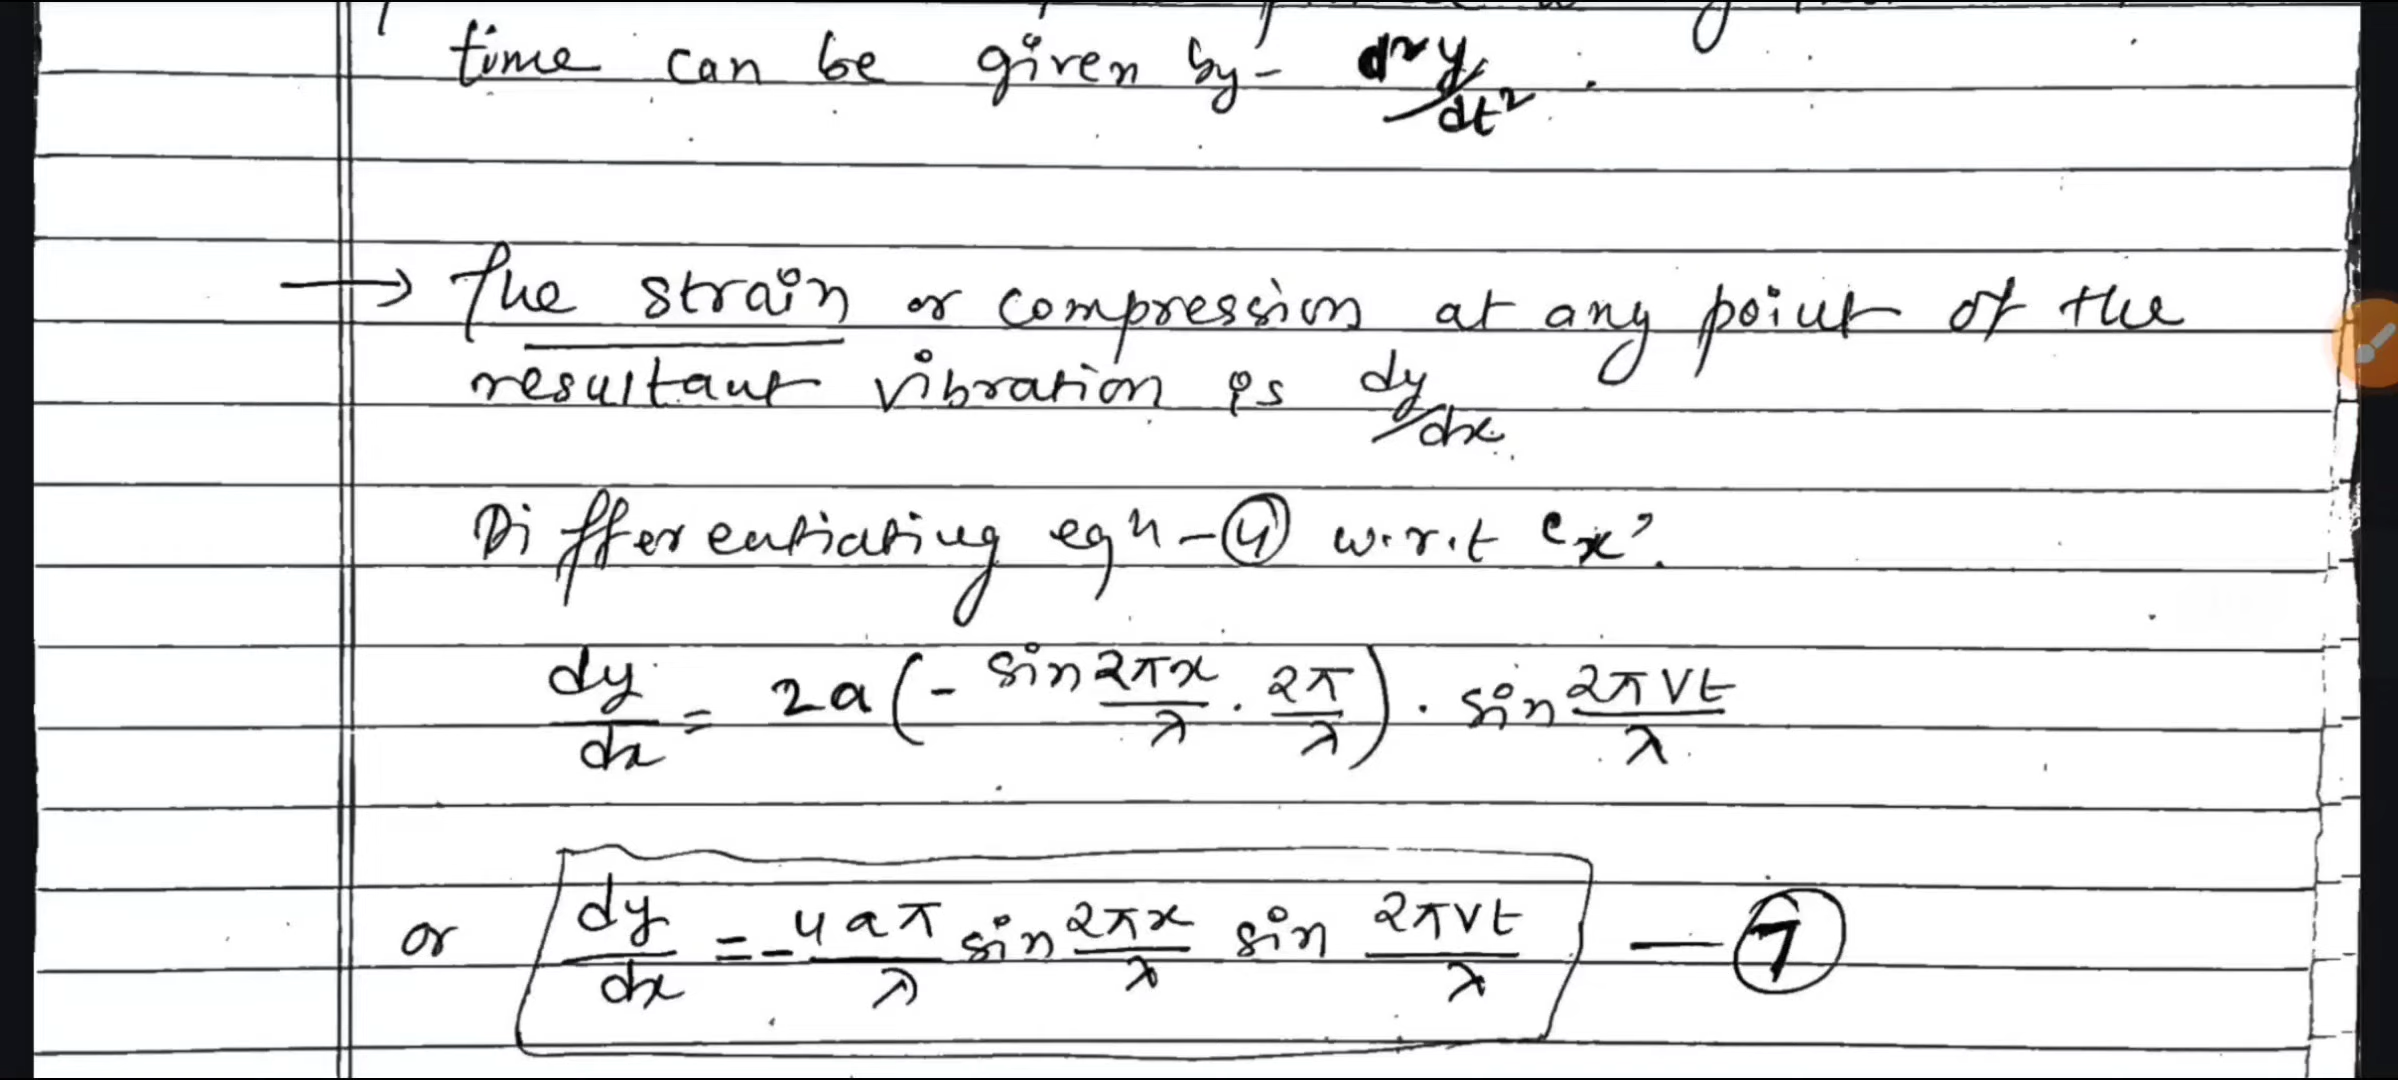 time can be given by- d²y/dt² .
→ The strain or compression at any point of the
resultant vibration is dy/dx.
Differentiating eqn-④ w.r.t 'x'.
dy/dx = 2a(- sin 2πx/λ . 2π/λ) . sin 2πvt/λ
or dy/dx = - 4aπ/λ sin 2πx/λ sin 2πvt/λ — ⑦